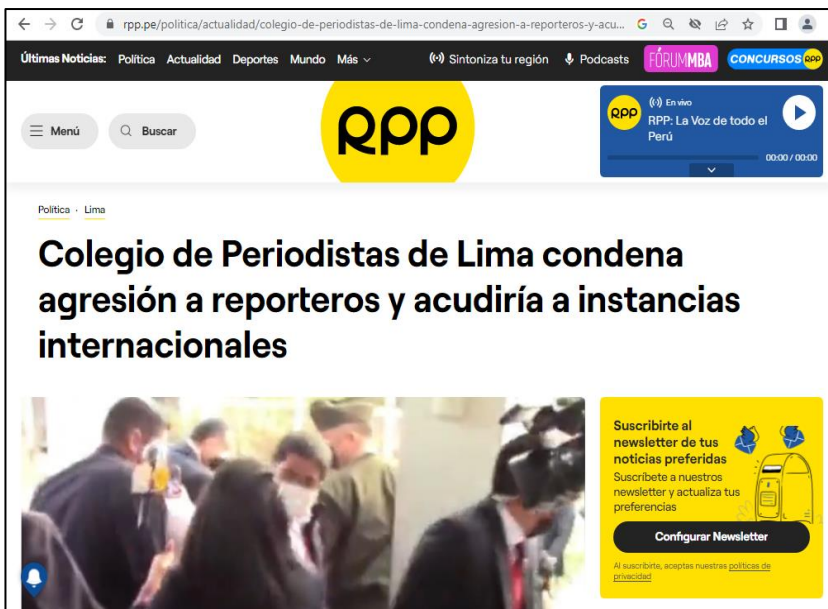 rpp.pe/politica/actualidad/colegio-de-periodistas-de-lima-condena-agresion-a-reporteros-y-acu...
Últimas Noticias: Política Actualidad Deportes Mundo Más
Sintoniza tu región Podcasts FÓRUMMBA CONCURSOS RPP
Menú
Buscar
RPP
RPP
En vivo
RPP: La Voz de todo el
Perú
00:00 / 00:00
Política · Lima
Colegio de Periodistas de Lima condena
agresión a reporteros y acudiría a instancias
internacionales
Suscribirte al
newsletter de tus
noticias preferidas
Suscríbete a nuestros
newsletter y actualiza tus
preferencias
Configurar Newsletter
Al suscribirte, aceptas nuestras políticas de
privacidad